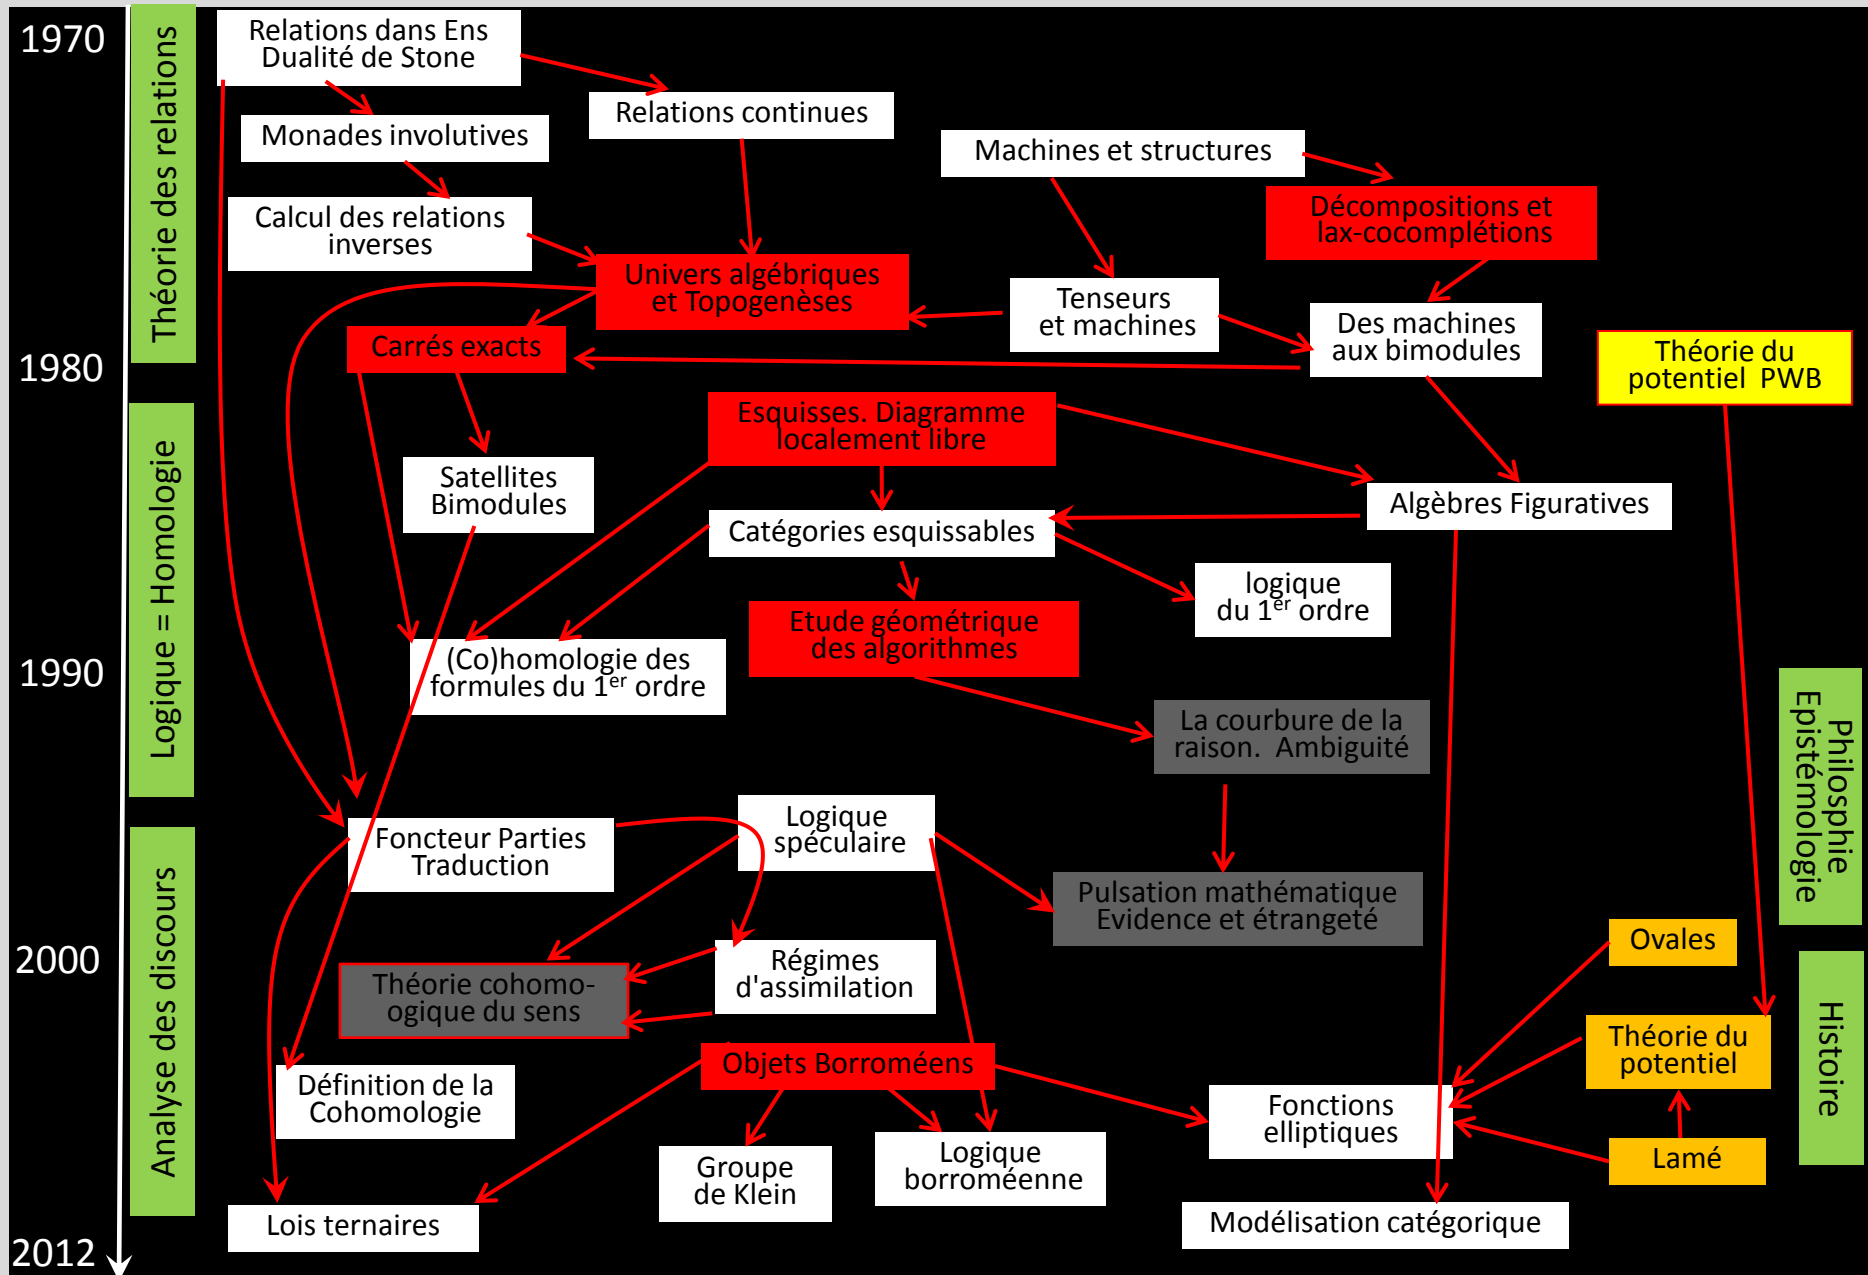 1970
1980
1990
2000
2012
Théorie des relations
Logique = Homologie
Analyse des discours
Relations dans Ens
Dualité de Stone
Relations continues
Monades involutives
Machines et structures
Calcul des relations
inverses
Décompositions et
lax-cocomplétions
Univers algébriques
et Topogenèses
Tenseurs
et machines
Des machines
aux bimodules
Carrés exacts
Théorie du
potentiel PWB
Esquisses. Diagramme
localement libre
Satellites
Bimodules
Algèbres Figuratives
Catégories esquissables
logique
du 1er ordre
Etude géométrique
des algorithmes
(Co)homologie des
formules du 1er ordre
La courbure de la
raison. Ambiguité
Philosphie
Epistémologie
Logique
spéculaire
Foncteur Parties
Traduction
Pulsation mathématique
Evidence et étrangeté
Ovales
Régimes
d'assimilation
Théorie cohomo-
ogique du sens
Histoire
Théorie du
potentiel
Objets Borroméens
Définition de la
Cohomologie
Fonctions
elliptiques
Logique
borroméenne
Groupe
de Klein
Lamé
Lois ternaires
Modélisation catégorique